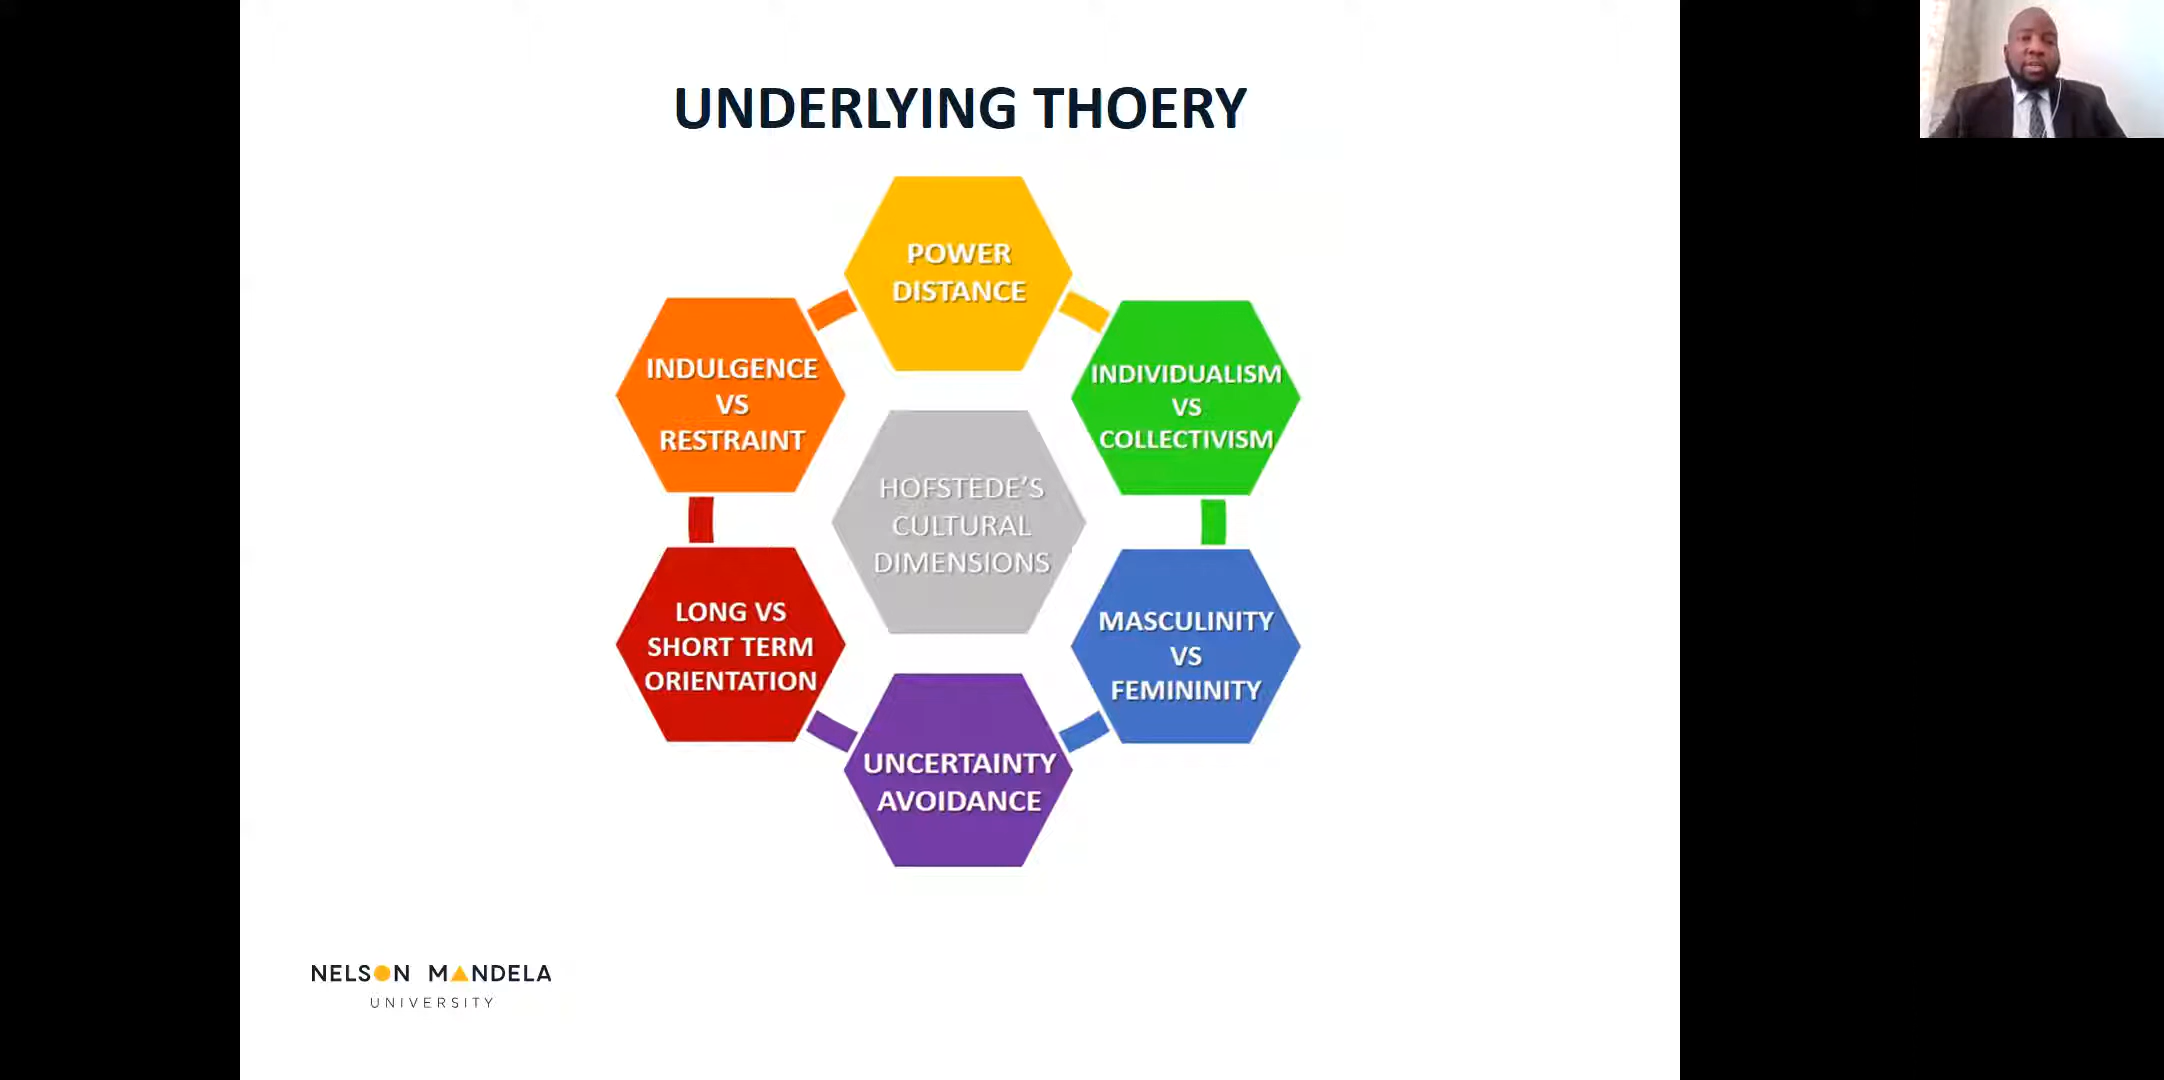 UNDERLYING THOERY
POWER
DISTANCE
INDIVIDUALISM
VS
COLLECTIVISM
MASCULINITY
VS
FEMININITY
UNCERTAINTY
AVOIDANCE
LONG VS
SHORT TERM
ORIENTATION
INDULGENCE
VS
RESTRAINT
HOFSTEDE’S
CULTURAL
DIMENSIONS
NELSON MANDELA
UNIVERSITY